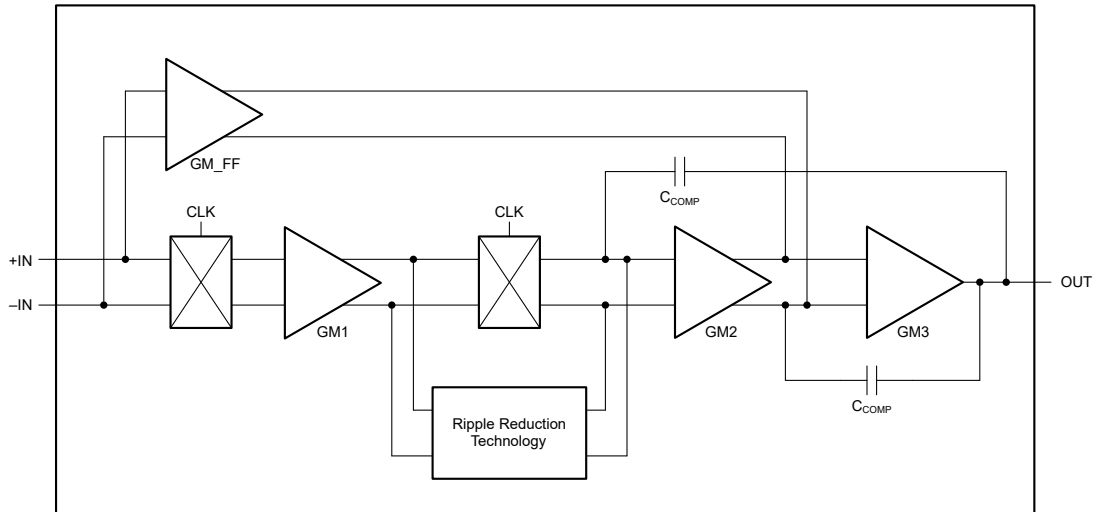 GM_FF
C_COMP
CLK
CLK
+IN
–IN
OUT
GM1
GM2
GM3
C_COMP
Ripple Reduction
Technology